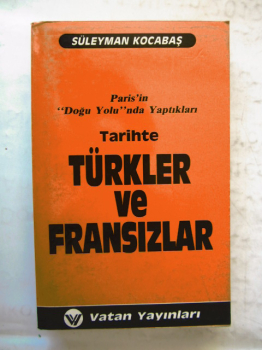 SÜLEYMAN KOCABAŞ
Paris'in
"Doğu Yolu"nda Yaptıkları
Tarihte
TÜRKLER
ve
FRANSIZLAR
Vatan Yayınları